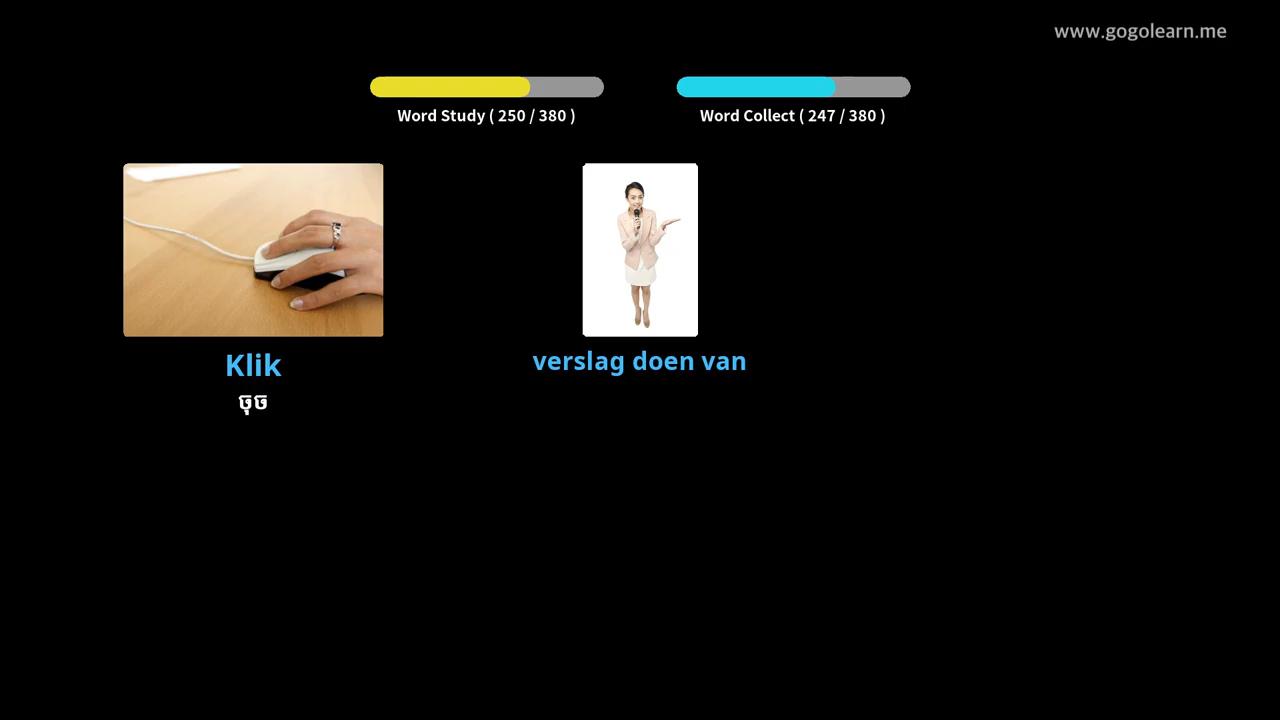 www.gogolearn.me
Word Study ( 250 / 380 )
Word Collect ( 247 / 380 )
Klik
ចុច
verslag doen van